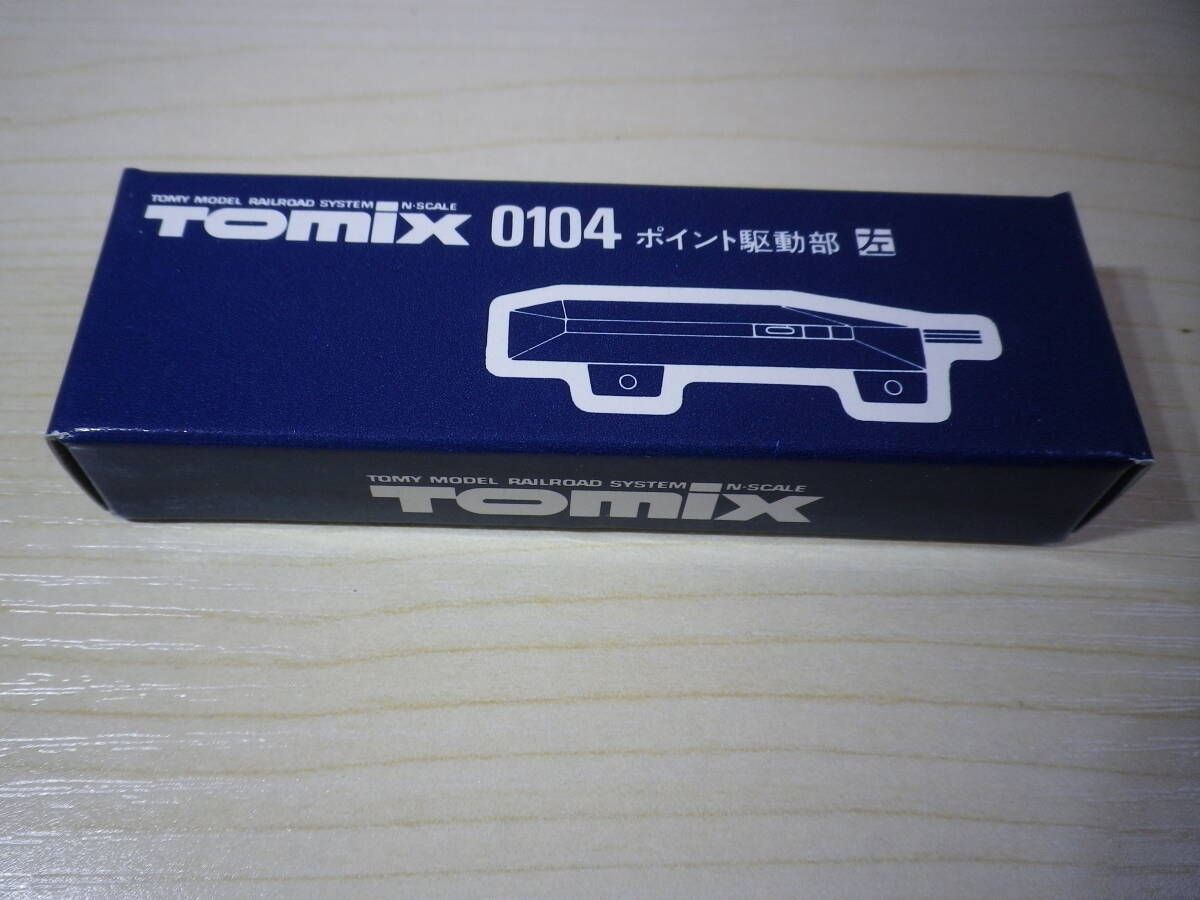 TOMY MODEL RAILROAD SYSTEM N·SCALE
TOMIX 0104 ポイント駆動部 左
TOMY MODEL RAILROAD SYSTEM N·SCALE
TOMIX